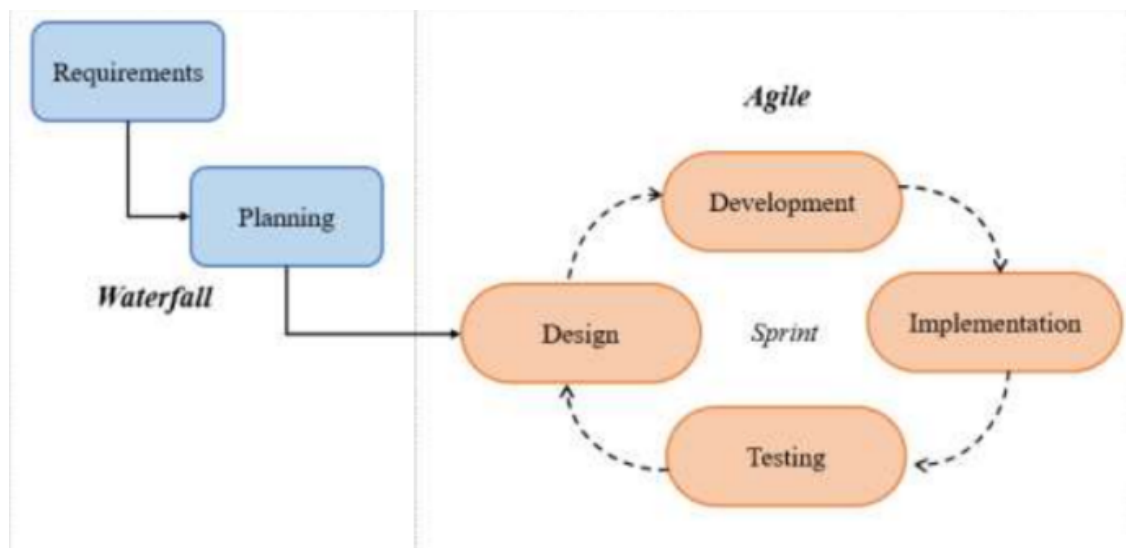 Requirements
Agile
Development
Planning
Waterfall
Design
Sprint
Implementation
Testing